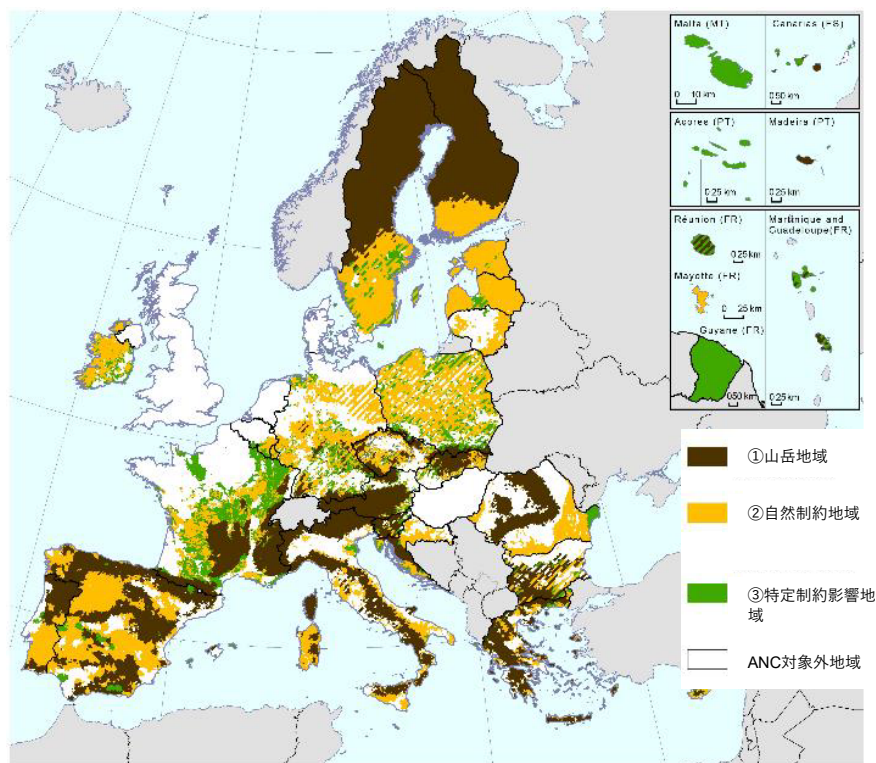 Malta (MT)
Canarias (ES)
0 10 km
0 50 km
Acores (PT)
Madeira (PT)
0 25 km
0 25 km
Réunion (FR)
Martinique and
Guadeloupe(FR)
0 25 km
Mayotte (FR)
0 25 km
Guyane (FR)
0 50 km
0 25 km
①山岳地域
②自然制約地域
③特定制約影響地
域
ANC対象外地域